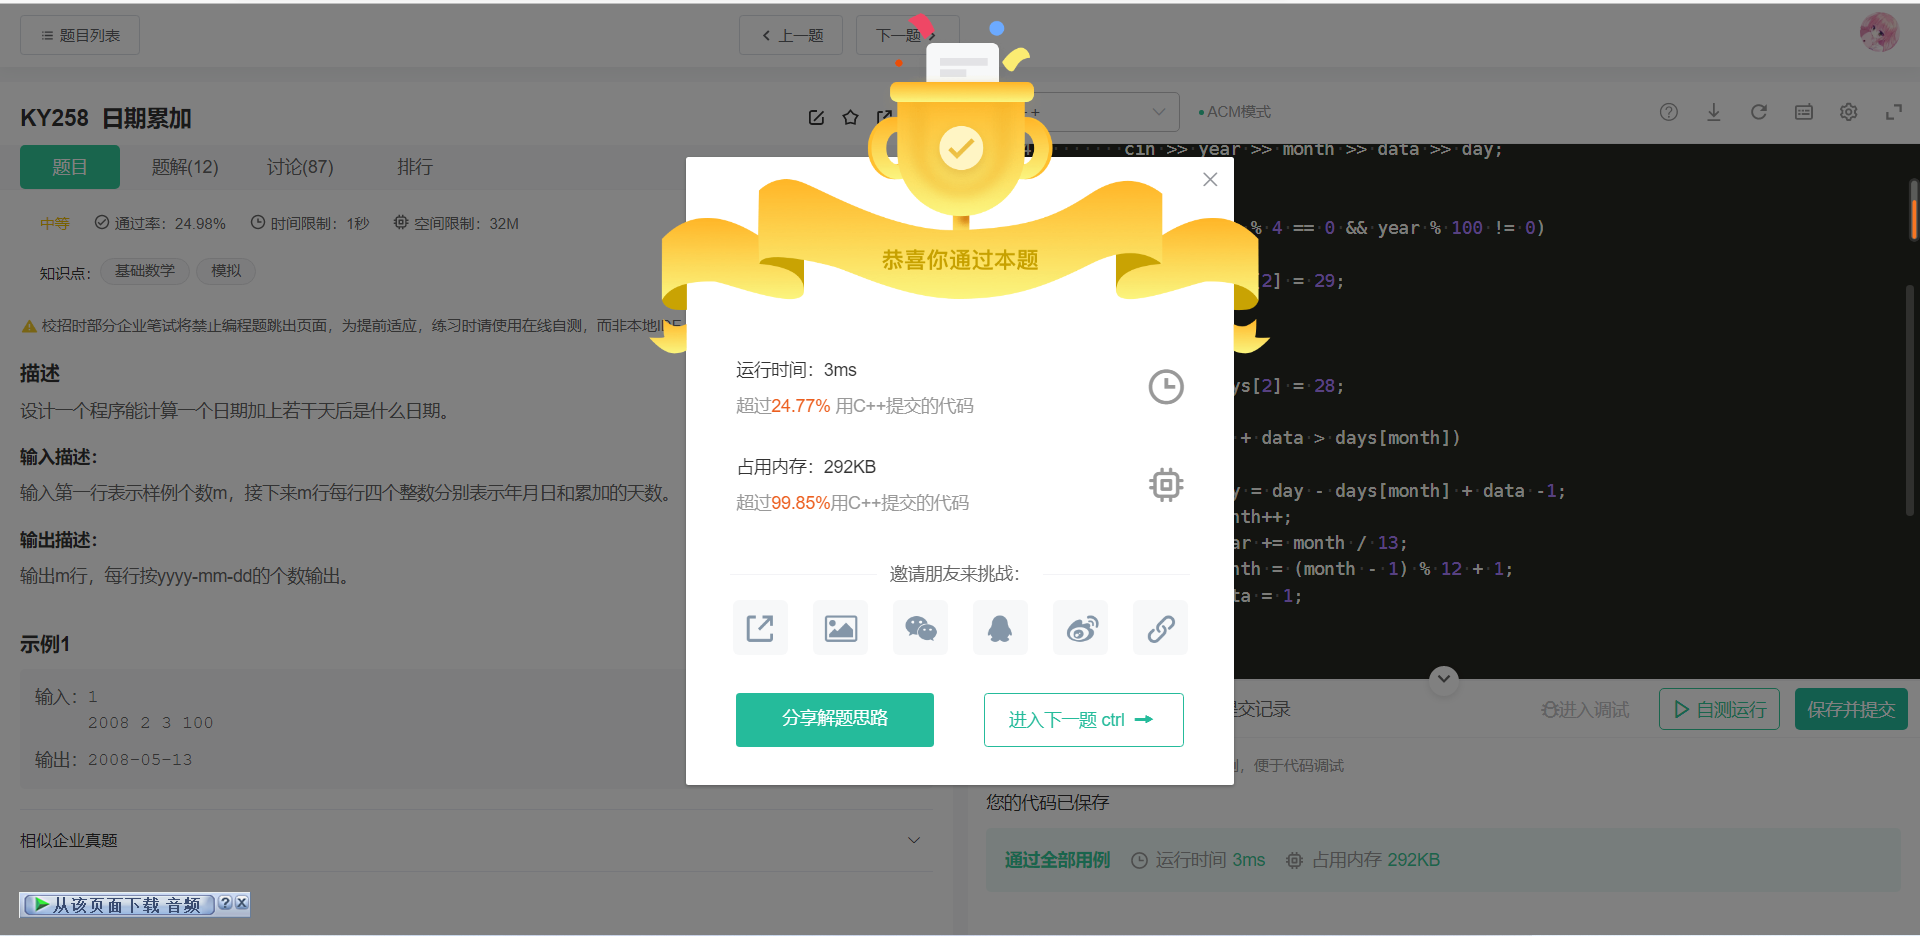 题目列表
上一题
下一题
KY258 日期累加
ACM模式
题目
题解(12)
讨论(87)
排行
中等
通过率：24.98%
时间限制：1秒
空间限制：32M
知识点：
基础数学
模拟
校招时部分企业笔试将禁止编程题跳出页面，为提前适应，练习时请使用在线自测，而非本地IDE
描述
设计一个程序能计算一个日期加上若干天后是什么日期。
输入描述：
输入第一行表示样例个数m，接下来m行每行四个整数分别表示年月日和累加的天数。
输出描述：
输出m行，每行按yyyy-mm-dd的个数输出。
示例1
输入：1
2008 2 3 100
输出：2008-05-13
相似企业真题
从该页面下载 音频
恭喜你通过本题
运行时间：3ms
超过24.77% 用C++提交的代码
占用内存：292KB
超过99.85%用C++提交的代码
邀请朋友来挑战：
分享解题思路
进入下一题 ctrl
cin >> year >> month >> data >> day;
% 4 == 0 && year % 100 != 0)
2] = 29;
ys[2] = 28;
+ data > days[month])
y = day - days[month] + data -1;
nth++;
ar += month / 13;
nth = (month - 1) % 12 + 1;
ta = 1;
提交记录
进入调试
自测运行
保存并提交
，便于代码调试
您的代码已保存
通过全部用例
运行时间 3ms
占用内存 292KB